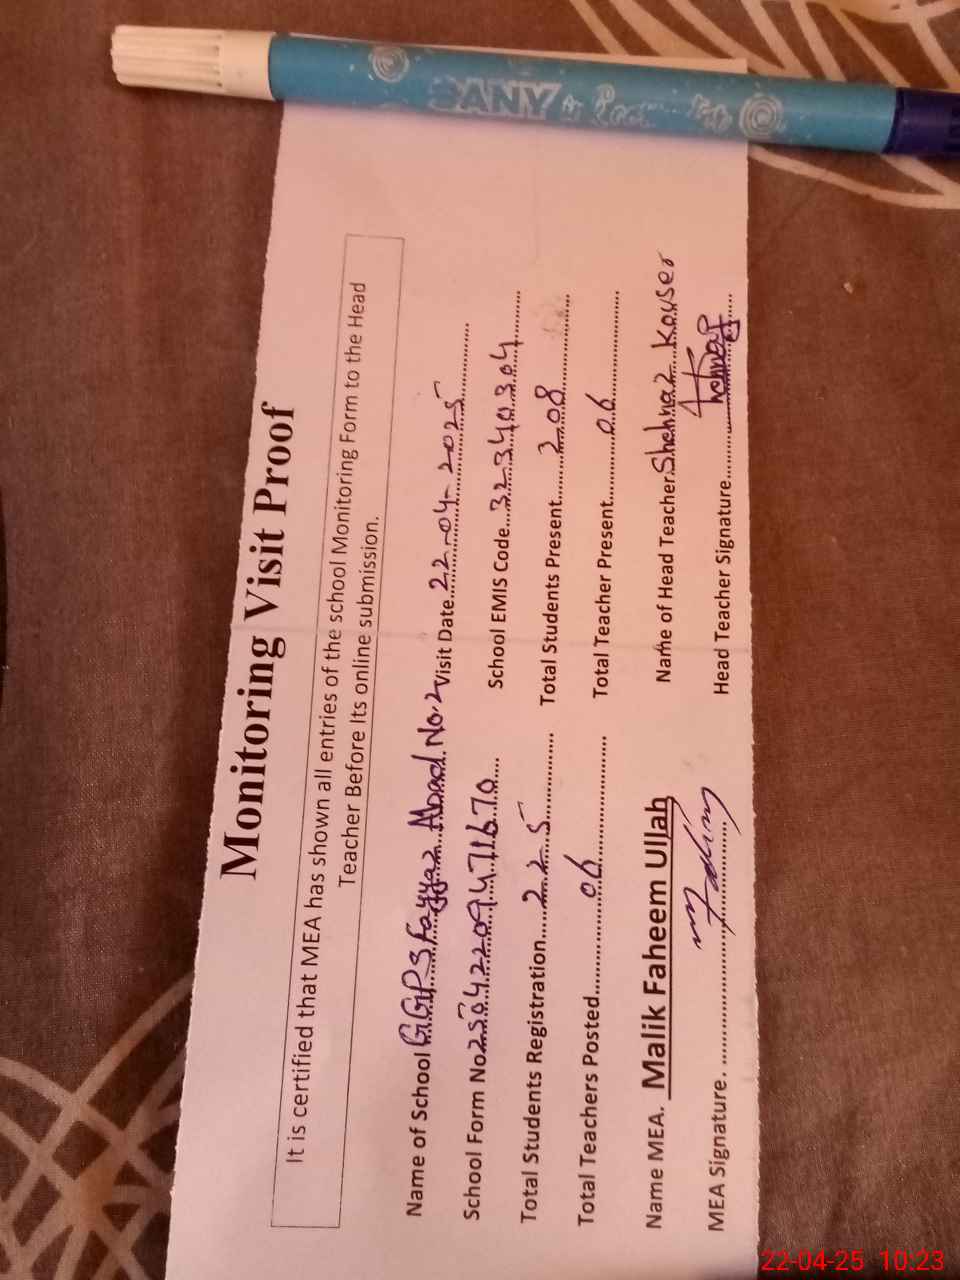 Monitoring Visit Proof
It is certified that MEA has shown all entries of the school Monitoring Form to the Head
Teacher Before Its online submission.
Name of School GGPS Fayyaz Abad No.2 Visit Date 22-04-2025
School Form No 25042209471670 School EMIS Code 32340304
Total Students Registration 225 Total Students Present 208
Total Teachers Posted 06 Total Teacher Present 06
Name MEA. Malik Faheem Ullah Name of Head Teacher Shehnaz Kouser
MEA Signature. Head Teacher Signature
SANY
22-04-25 10:23